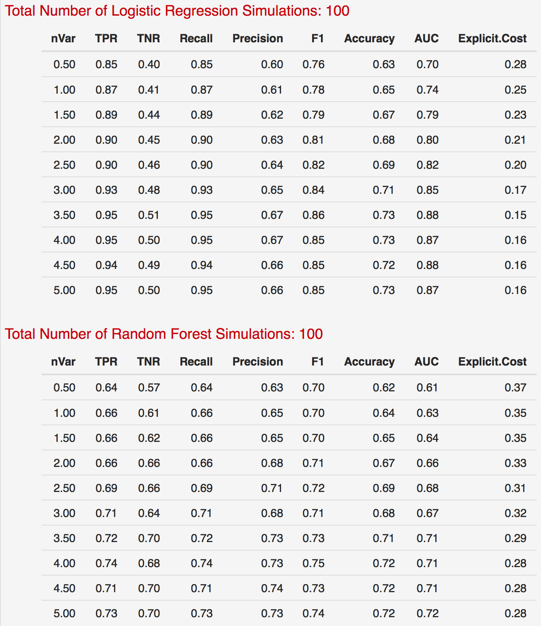 Total Number of Logistic Regression Simulations: 100
nVar TPR TNR Recall Precision F1 Accuracy AUC Explicit.Cost
0.50 0.85 0.40 0.85 0.60 0.76 0.63 0.70 0.28
1.00 0.87 0.41 0.87 0.61 0.78 0.65 0.74 0.25
1.50 0.89 0.44 0.89 0.62 0.79 0.67 0.79 0.23
2.00 0.90 0.45 0.90 0.63 0.81 0.68 0.80 0.21
2.50 0.90 0.46 0.90 0.64 0.82 0.69 0.82 0.20
3.00 0.93 0.48 0.93 0.65 0.84 0.71 0.85 0.17
3.50 0.95 0.51 0.95 0.67 0.86 0.73 0.88 0.15
4.00 0.95 0.50 0.95 0.67 0.85 0.73 0.87 0.16
4.50 0.94 0.49 0.94 0.66 0.85 0.72 0.88 0.16
5.00 0.95 0.50 0.95 0.66 0.85 0.73 0.87 0.16
Total Number of Random Forest Simulations: 100
nVar TPR TNR Recall Precision F1 Accuracy AUC Explicit.Cost
0.50 0.64 0.57 0.64 0.63 0.70 0.62 0.61 0.37
1.00 0.66 0.61 0.66 0.65 0.70 0.64 0.63 0.35
1.50 0.66 0.62 0.66 0.65 0.70 0.65 0.64 0.35
2.00 0.66 0.66 0.66 0.68 0.71 0.67 0.66 0.33
2.50 0.69 0.66 0.69 0.71 0.72 0.69 0.68 0.31
3.00 0.71 0.64 0.71 0.68 0.71 0.68 0.67 0.32
3.50 0.72 0.70 0.72 0.73 0.73 0.71 0.71 0.29
4.00 0.74 0.68 0.74 0.73 0.75 0.72 0.71 0.28
4.50 0.71 0.70 0.71 0.74 0.73 0.72 0.71 0.28
5.00 0.73 0.70 0.73 0.73 0.74 0.72 0.72 0.28